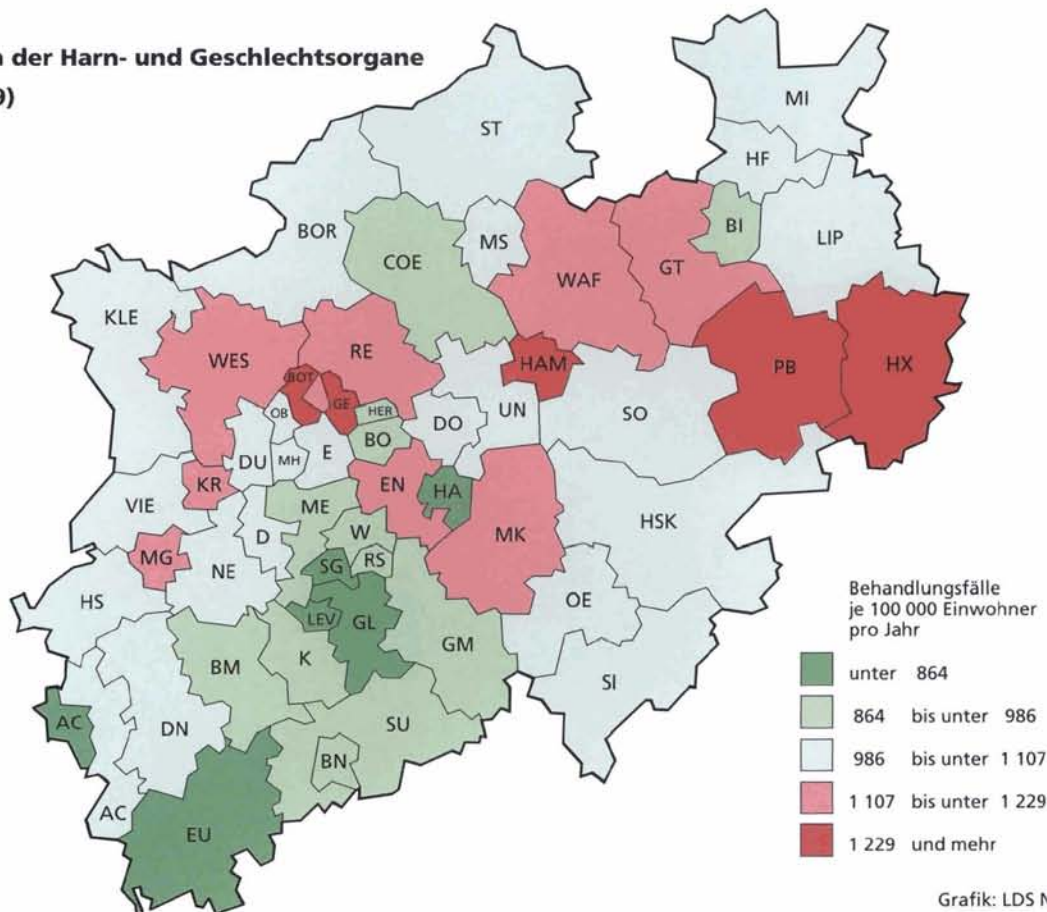 der Harn- und Geschlechtsorgane
9)
MI
ST
HF
BOR
MS
BI
LIP
COE
WAF
GT
KLE
WES
RE
HAM
PB
HX
BOT
GE
OB
HER
DO
UN
SO
BO
DU
MH
E
KR
EN
HA
VIE
ME
D
W
MK
HSK
MG
NE
SG
RS
HS
OE
LEV
GL
K
GM
BM
SI
AC
DN
SU
BN
AC
EU
Behandlungsfälle
je 100 000 Einwohner
pro Jahr
unter 864
864 bis unter 986
986 bis unter 1 107
1 107 bis unter 1 229
1 229 und mehr
Grafik: LDS